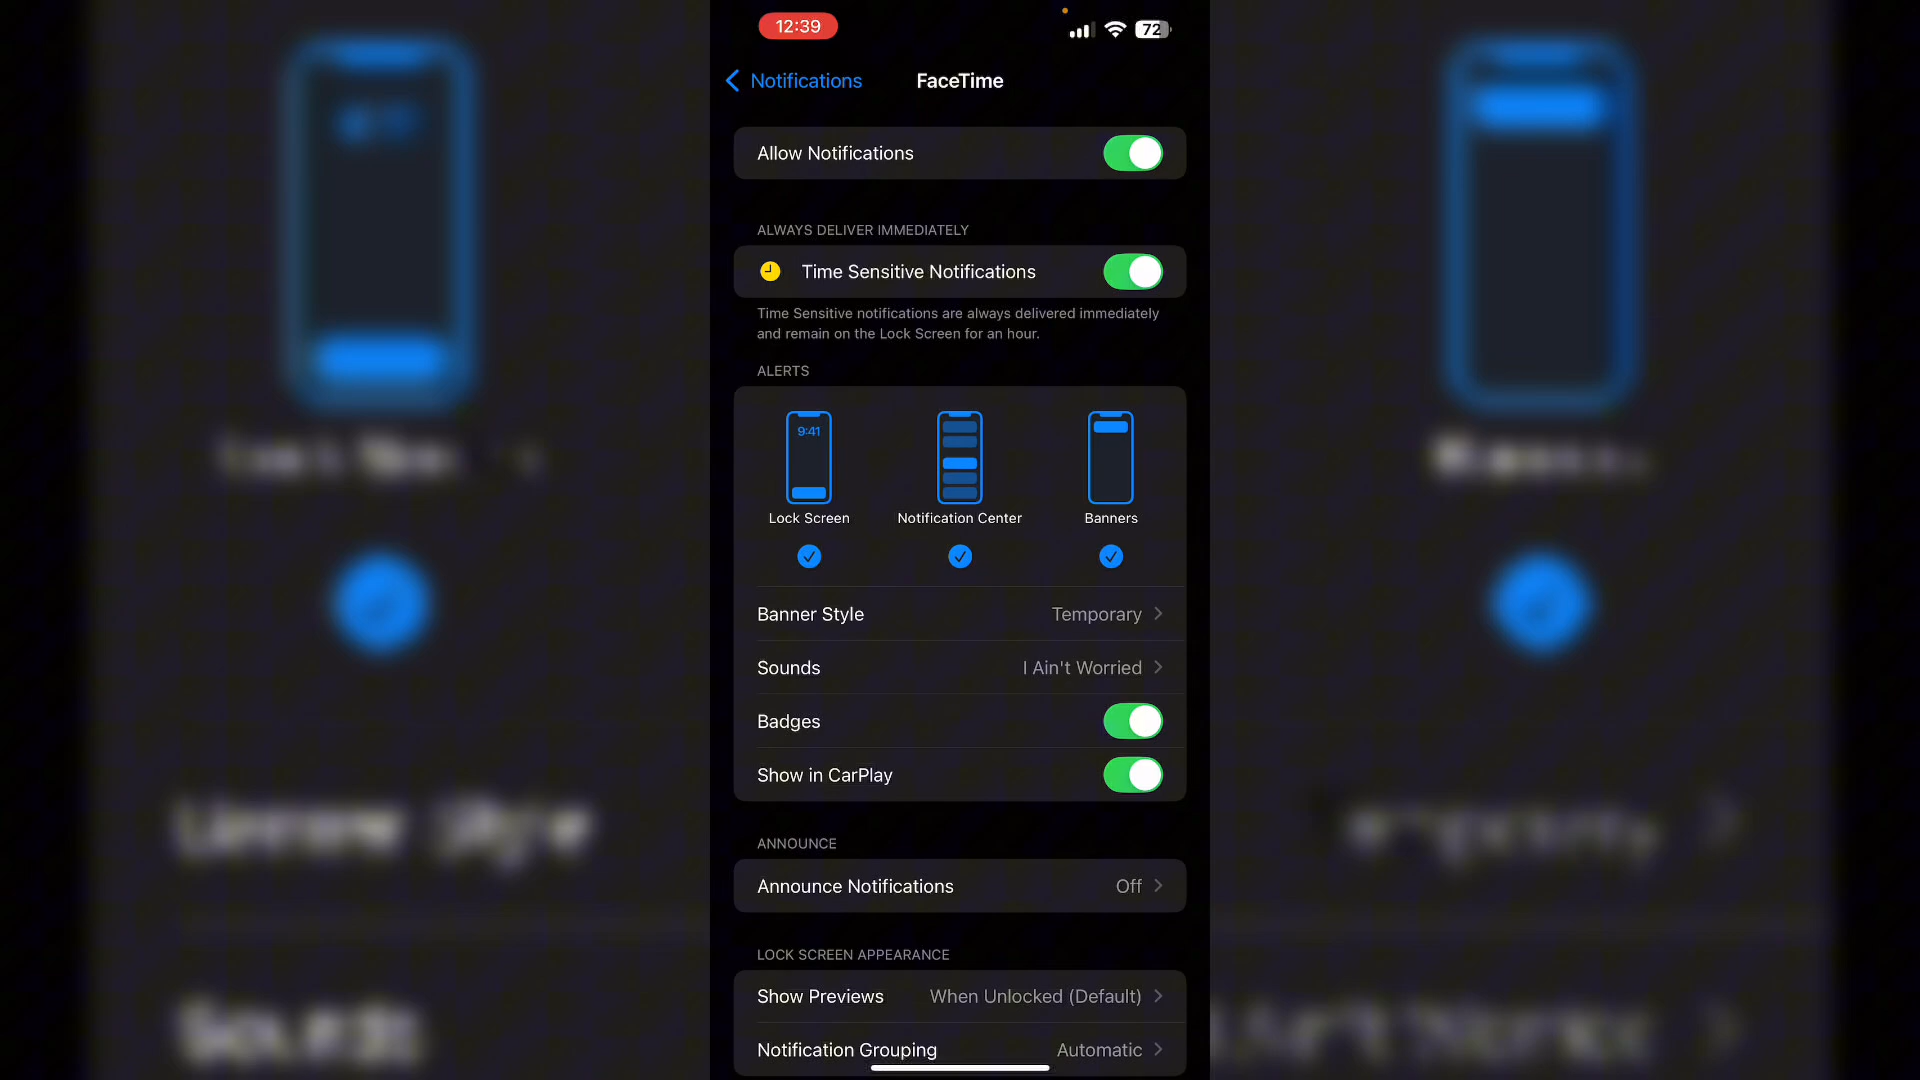 12:39
72
Notifications
FaceTime
Allow Notifications
ALWAYS DELIVER IMMEDIATELY
Time Sensitive Notifications
Time Sensitive notifications are always delivered immediately
and remain on the Lock Screen for an hour.
ALERTS
9:41
Lock Screen
Notification Center
Banners
Banner Style
Temporary
Sounds
I Ain't Worried
Badges
Show in CarPlay
ANNOUNCE
Announce Notifications
Off
LOCK SCREEN APPEARANCE
Show Previews
When Unlocked (Default)
Notification Grouping
Automatic